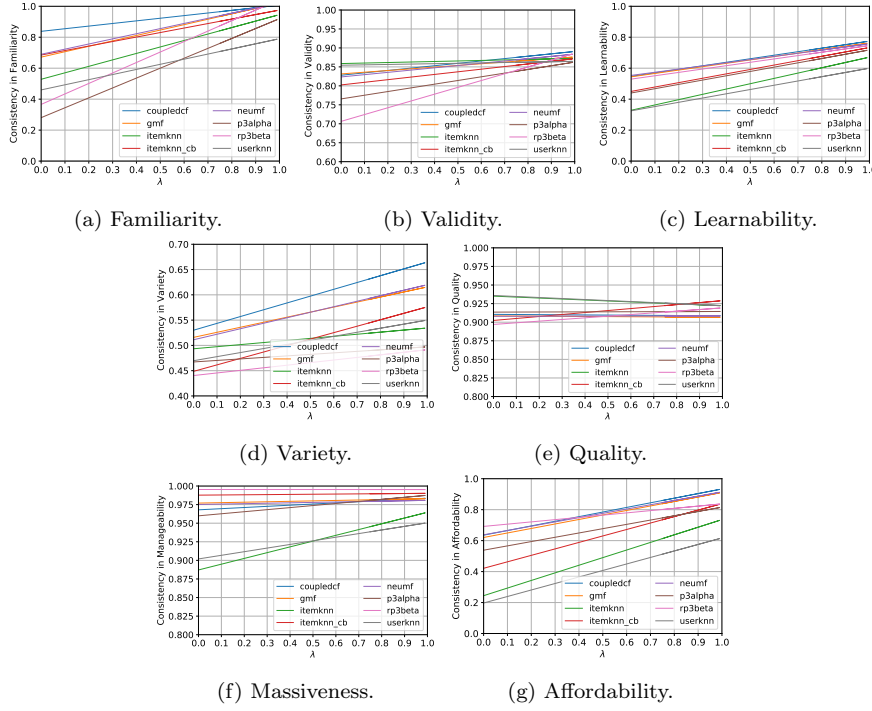 Consistency in Familiarity
1.0
0.8
0.6
0.4
0.2
0.0
coupledcf
gmf
itemknn
itemknn_cb
neumf
p3alpha
rp3beta
userknn
0.0 0.1 0.2 0.3 0.4 0.5 0.6 0.7 0.8 0.9 1.0
λ
Consistency in Validity
1.00
0.95
0.90
0.85
0.80
0.75
0.70
0.65
0.60
coupledcf
gmf
itemknn
itemknn_cb
neumf
p3alpha
rp3beta
userknn
0.0 0.1 0.2 0.3 0.4 0.5 0.6 0.7 0.8 0.9 1.0
λ
Consistency in Learnability
1.0
0.8
0.6
0.4
0.2
0.0
coupledcf
gmf
itemknn
itemknn_cb
neumf
p3alpha
rp3beta
userknn
0.0 0.1 0.2 0.3 0.4 0.5 0.6 0.7 0.8 0.9 1.0
λ
(a) Familiarity.
(b) Validity.
(c) Learnability.
Consistency in Variety
0.70
0.65
0.60
0.55
0.50
0.45
0.40
coupledcf
gmf
itemknn
itemknn_cb
neumf
p3alpha
rp3beta
userknn
0.0 0.1 0.2 0.3 0.4 0.5 0.6 0.7 0.8 0.9 1.0
λ
Consistency in Quality
1.000
0.975
0.950
0.925
0.900
0.875
0.850
0.825
0.800
coupledcf
gmf
itemknn
itemknn_cb
neumf
p3alpha
rp3beta
userknn
0.0 0.1 0.2 0.3 0.4 0.5 0.6 0.7 0.8 0.9 1.0
λ
(d) Variety.
(e) Quality.
Consistency in Manageability
1.000
0.975
0.950
0.925
0.900
0.875
0.850
0.825
0.800
coupledcf
gmf
itemknn
itemknn_cb
neumf
p3alpha
rp3beta
userknn
0.0 0.1 0.2 0.3 0.4 0.5 0.6 0.7 0.8 0.9 1.0
λ
Consistency in Affordability
1.0
0.8
0.6
0.4
0.2
0.0
coupledcf
gmf
itemknn
itemknn_cb
neumf
p3alpha
rp3beta
userknn
0.0 0.1 0.2 0.3 0.4 0.5 0.6 0.7 0.8 0.9 1.0
λ
(f) Massiveness.
(g) Affordability.